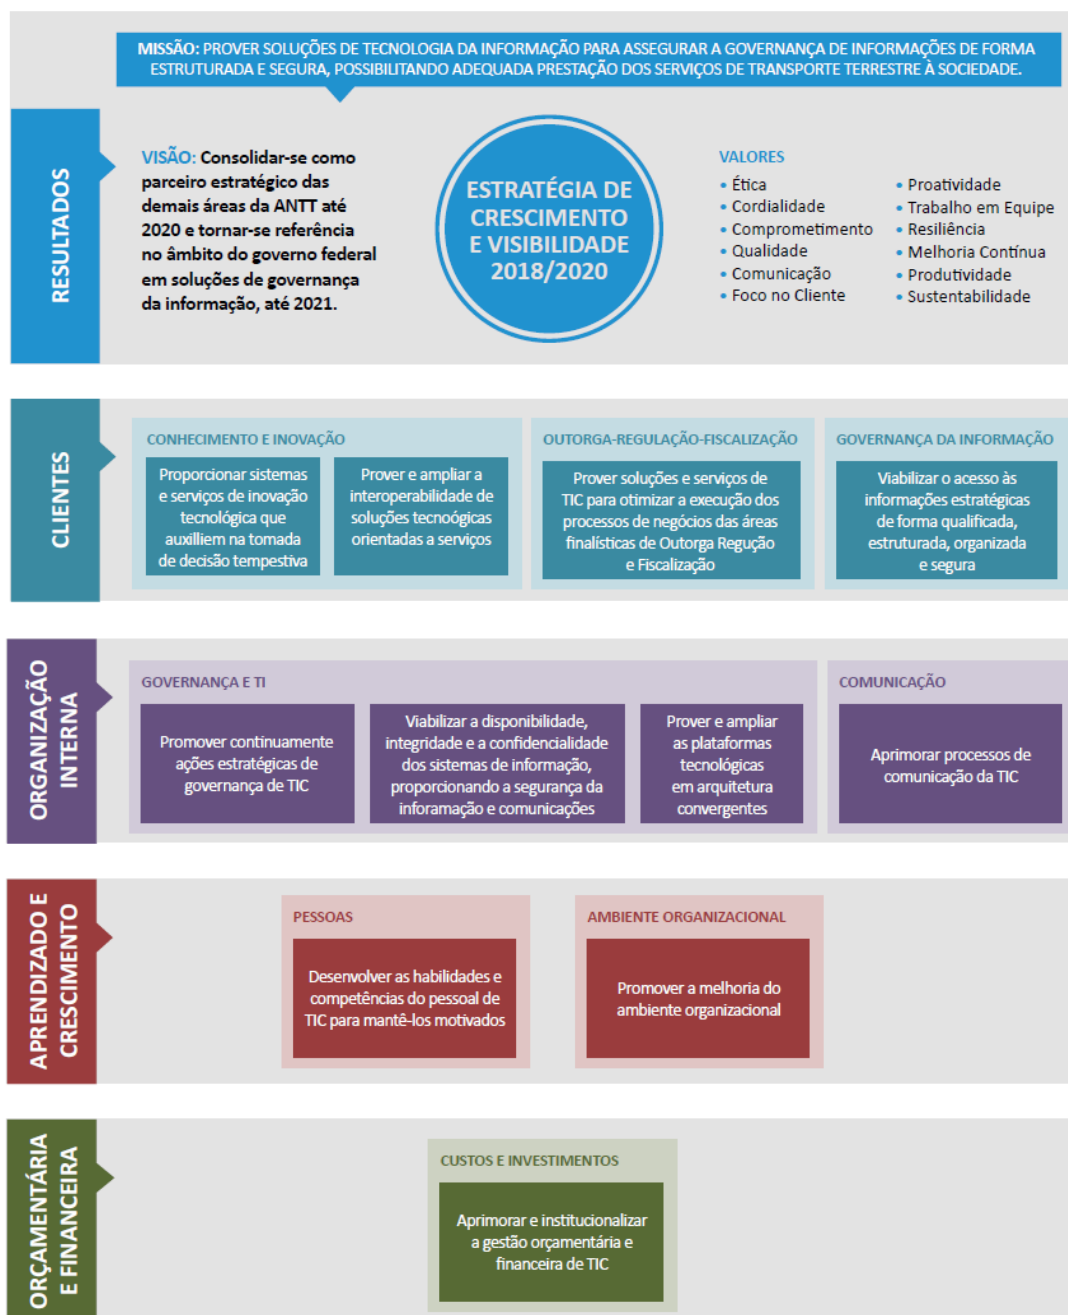 MISSÃO: PROVER SOLUÇÕES DE TECNOLOGIA DA INFORMAÇÃO PARA ASSEGURAR A GOVERNANÇA DE INFORMAÇÕES DE FORMA
ESTRUTURADA E SEGURA, POSSIBILITANDO ADEQUADA PRESTAÇÃO DOS SERVIÇOS DE TRANSPORTE TERRESTRE À SOCIEDADE.
RESULTADOS
VISÃO: Consolidar-se como
parceiro estratégico das
demais áreas da ANTT até
2020 e tornar-se referência
no âmbito do governo federal
em soluções de governança
da informação, até 2021.
ESTRATÉGIA DE
CRESCIMENTO
E VISIBILIDADE
2018/2020
VALORES
• Ética
• Cordialidade
• Comprometimento
• Qualidade
• Comunicação
• Foco no Cliente
• Proatividade
• Trabalho em Equipe
• Resiliência
• Melhoria Contínua
• Produtividade
• Sustentabilidade
CLIENTES
CONHECIMENTO E INOVAÇÃO
Proporcionar sistemas
e serviços de inovação
tecnológica que
auxilliem na tomada
de decisão tempestiva
Prover e ampliar a
interoperabilidade de
soluções tecnoógicas
orientadas a serviços
OUTORGA-REGULAÇÃO-FISCALIZAÇÃO
Prover soluções e serviços de
TIC para otimizar a execução dos
processos de negócios das áreas
finalísticas de Outorga Regução
e Fiscalização
GOVERNANÇA DA INFORMAÇÃO
Viabilizar o acesso às
informações estratégicas
de forma qualificada,
estruturada, organizada
e segura
ORGANIZAÇÃO
INTERNA
GOVERNANÇA E TI
Promover continuamente
ações estratégicas de
governança de TIC
Viabilizar a disponibilidade,
integridade e a confidencialidade
dos sistemas de informação,
proporcionando a segurança da
inforamação e comunicações
Prover e ampliar
as plataformas
tecnológicas
em arquitetura
convergentes
COMUNICAÇÃO
Aprimorar processos de
comunicação da TIC
APRENDIZADO E
CRESCIMENTO
PESSOAS
Desenvolver as habilidades e
competências do pessoal de
TIC para mantê-los motivados
AMBIENTE ORGANIZACIONAL
Promover a melhoria do
ambiente organizacional
ORÇAMENTÁRIA
E FINANCEIRA
CUSTOS E INVESTIMENTOS
Aprimorar e institucionalizar
a gestão orçamentária e
financeira de TIC